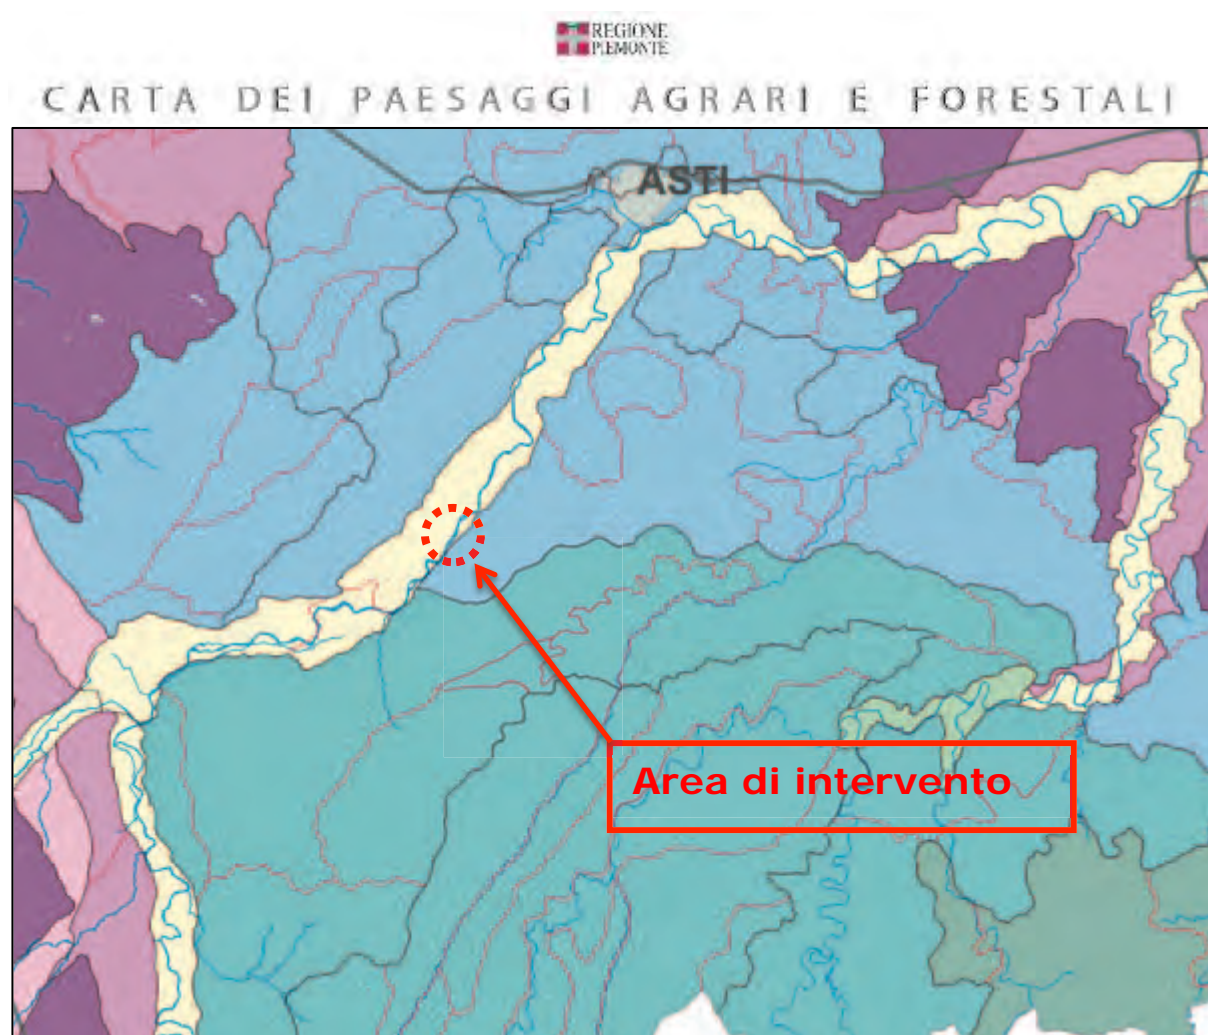 REGIONE
PIEMONTE
CARTA DEI PAESAGGI AGRARI E FORESTALI
ASTI
Area di intervento